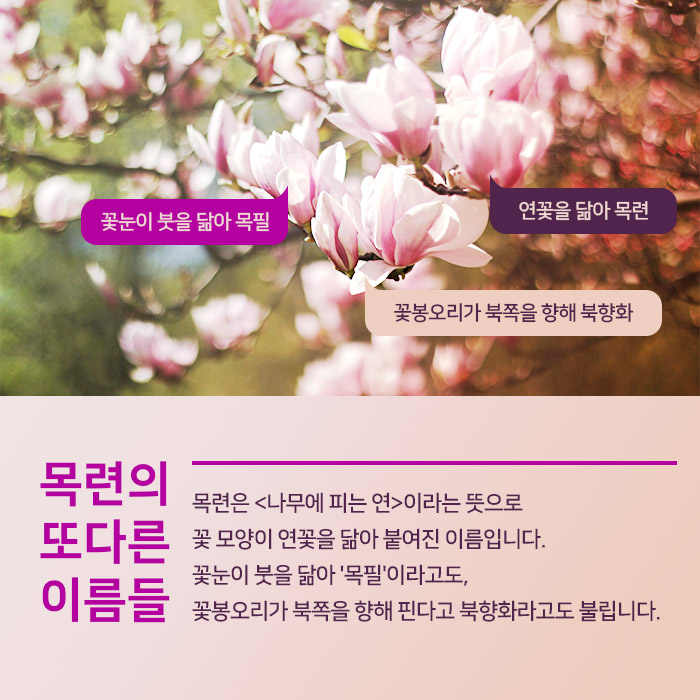 꽃눈이 붓을 닮아 목필
연꽃을 닮아 목련
꽃봉오리가 북쪽을 향해 북향화
목련의
또다른
이름들
목련은 <나무에 피는 연>이라는 뜻으로
꽃 모양이 연꽃을 닮아 붙여진 이름입니다.
꽃눈이 붓을 닮아 '목필'이라고도,
꽃봉오리가 북쪽을 향해 핀다고 북향화라고도 불립니다.